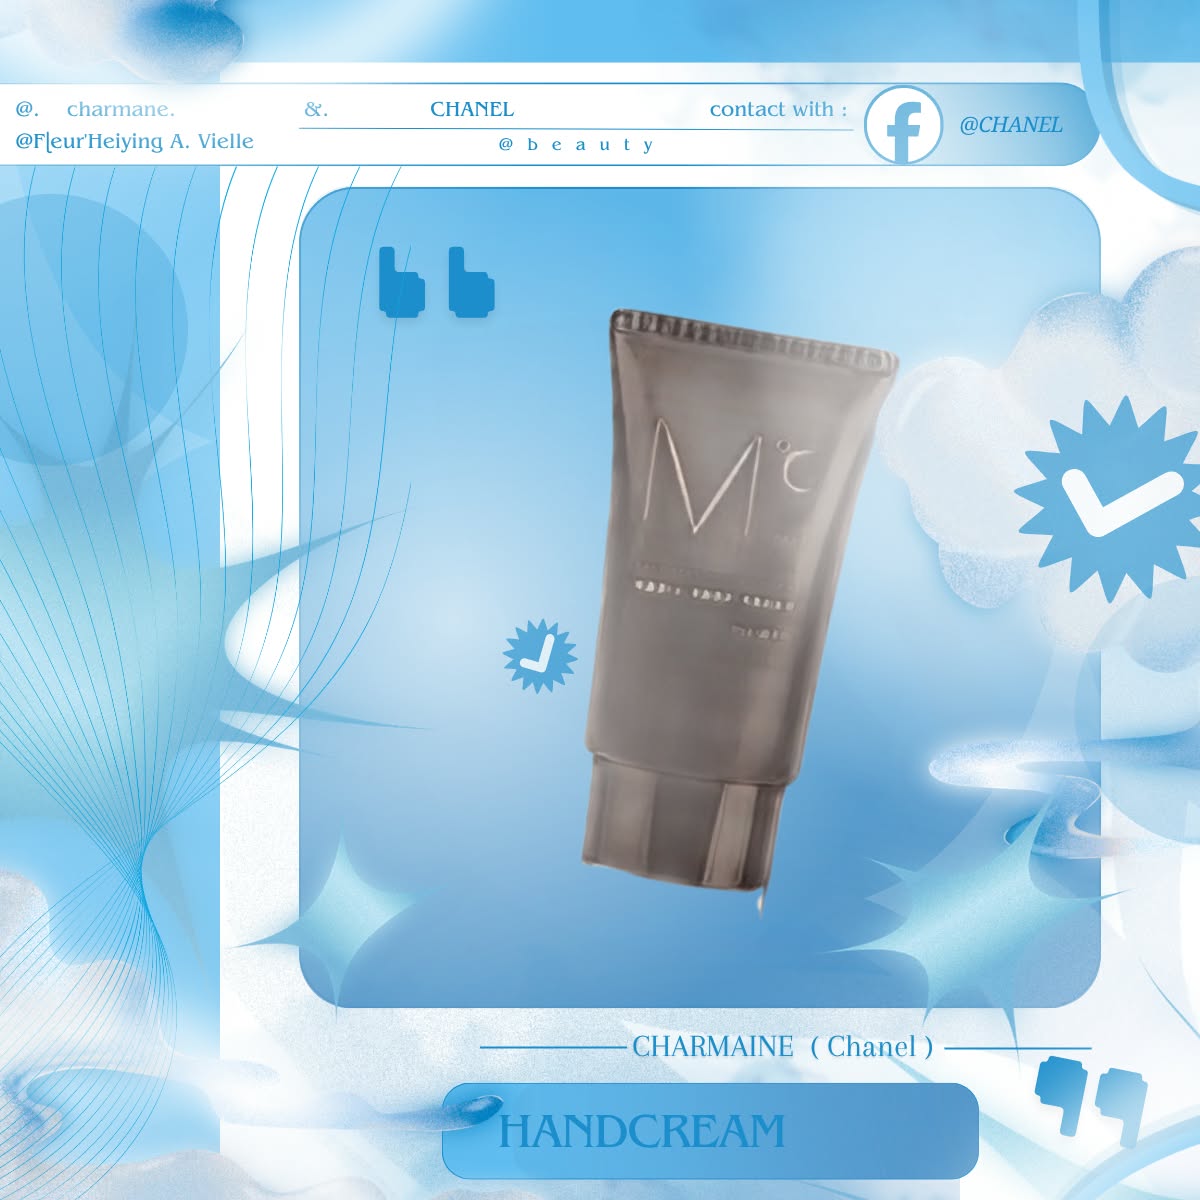 @. charmane. &. CHANEL contact with :
@CHANEL
@Fleur'Heiying A. Vielle
@ b e a u t y
M°C
CHARMAINE ( Chanel )
HANDCREAM